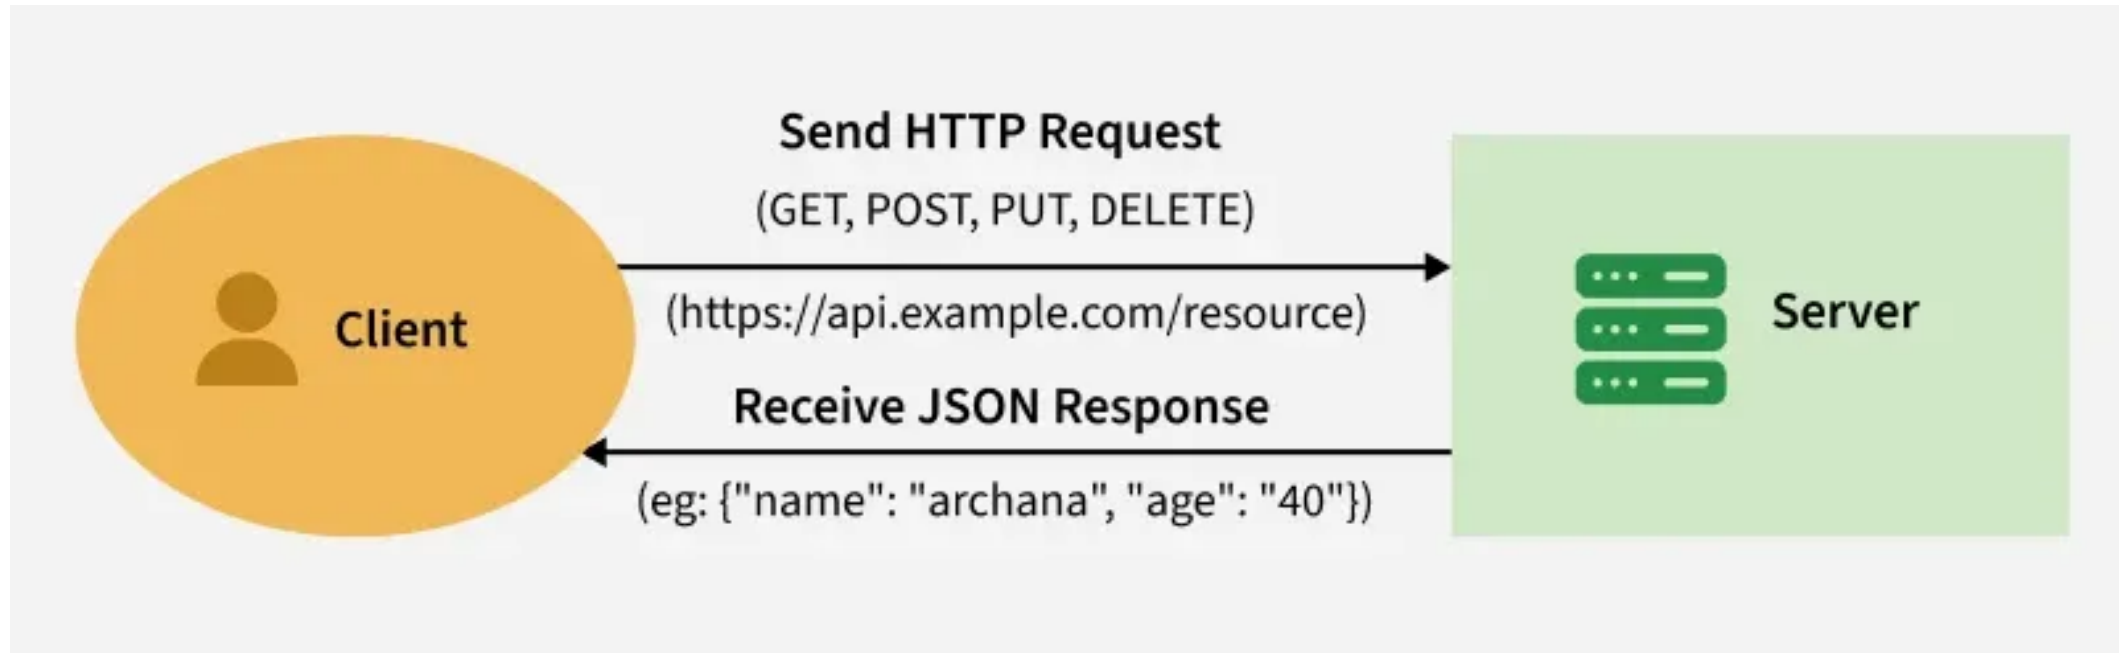 Send HTTP Request
(GET, POST, PUT, DELETE)
(https://api.example.com/resource)
Client
Server
Receive JSON Response
(eg: {"name": "archana", "age": "40"})